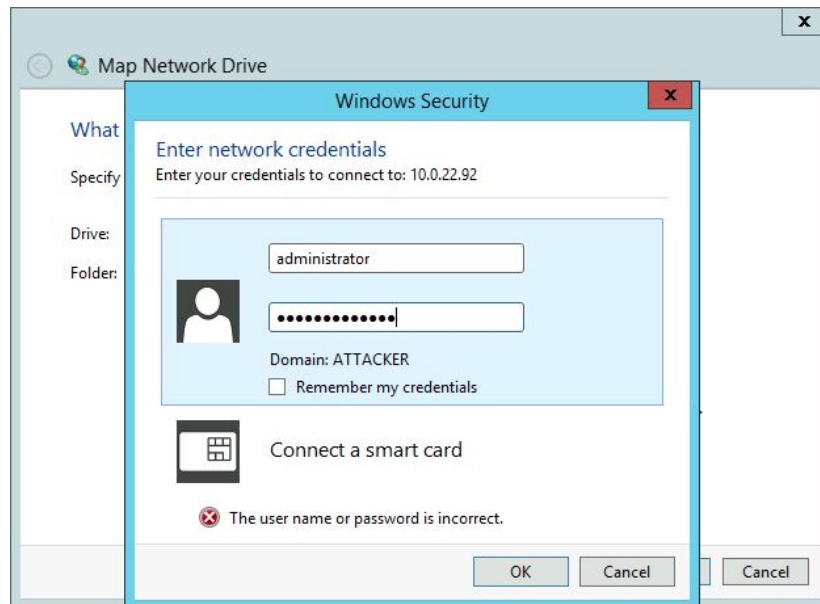 x
Map Network Drive
Windows Security
x
What
Enter network credentials
Specify
Enter your credentials to connect to: 10.0.22.92
Drive:
administrator
Folder:
•••••••••••••
Domain: ATTACKER
Remember my credentials
Connect a smart card
The user name or password is incorrect.
OK
Cancel
Cancel